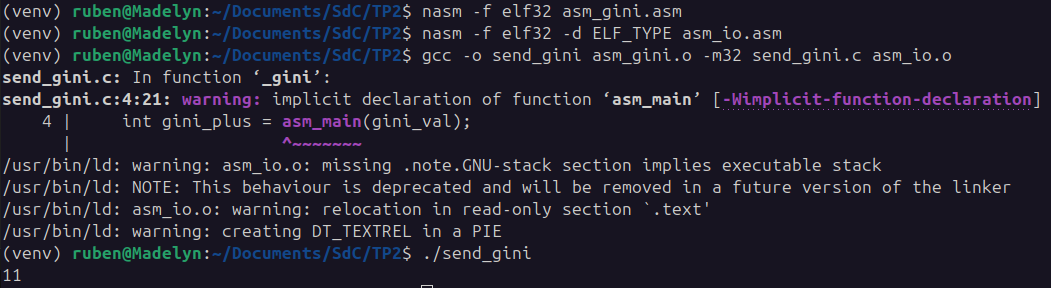 (venv) ruben@Madelyn:~/Documents/SdC/TP2$ nasm -f elf32 asm_gini.asm
(venv) ruben@Madelyn:~/Documents/SdC/TP2$ nasm -f elf32 -d ELF_TYPE asm_io.asm
(venv) ruben@Madelyn:~/Documents/SdC/TP2$ gcc -o send_gini asm_gini.o -m32 send_gini.c asm_io.o
send_gini.c: In function ‘_gini’:
send_gini.c:4:21: warning: implicit declaration of function ‘asm_main’ [-Wimplicit-function-declaration]
    4 |     int gini_plus = asm_main(gini_val);
      |                     ^~~~~~~~
/usr/bin/ld: warning: asm_io.o: missing .note.GNU-stack section implies executable stack
/usr/bin/ld: NOTE: This behaviour is deprecated and will be removed in a future version of the linker
/usr/bin/ld: asm_io.o: warning: relocation in read-only section `.text'
/usr/bin/ld: warning: creating DT_TEXTREL in a PIE
(venv) ruben@Madelyn:~/Documents/SdC/TP2$ ./send_gini
11